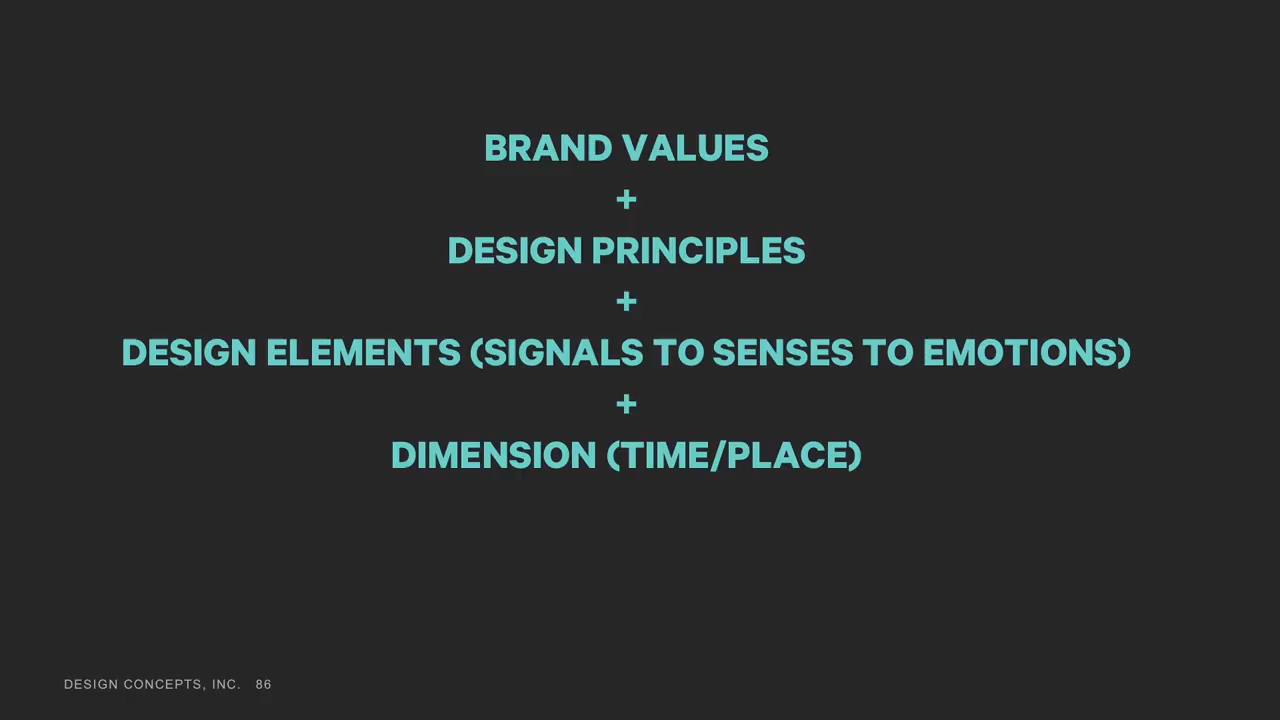 BRAND VALUES
+
DESIGN PRINCIPLES
+
DESIGN ELEMENTS (SIGNALS TO SENSES TO EMOTIONS)
+
DIMENSION (TIME/PLACE)
DESIGN CONCEPTS, INC. 86